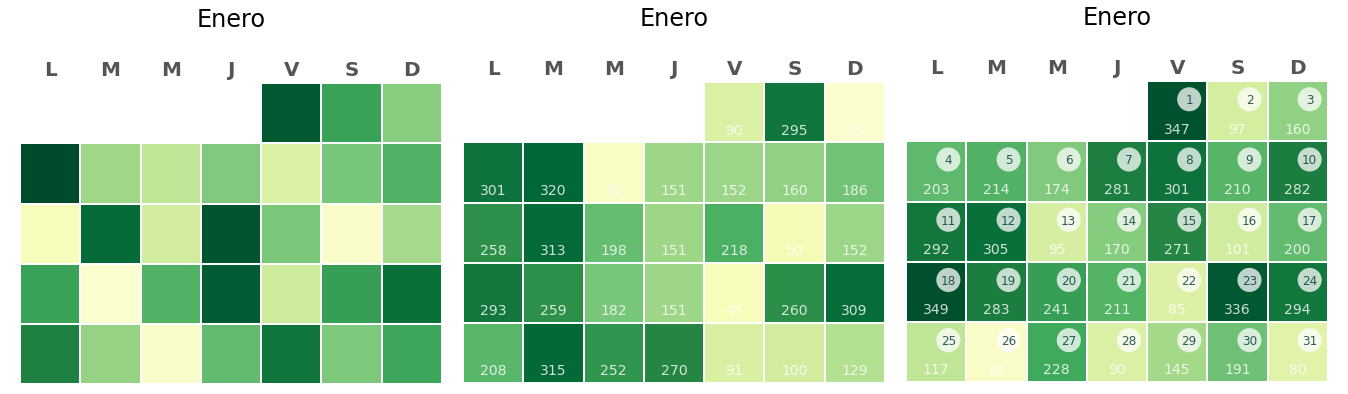 Enero
L M M J V S D
Enero
L M M J V S D
90 295 25
301 320 35 151 152 160 186
258 313 198 151 218 50 152
293 259 182 151 45 260 309
208 315 252 270 91 100 129
Enero
L M M J V S D
1 2 3
347 97 160
4 5 6 7 8 9 10
203 214 174 281 301 210 282
11 12 13 14 15 16 17
292 305 95 170 271 101 200
18 19 20 21 22 23 24
349 283 241 211 85 336 294
25 26 27 28 29 30 31
117 228 90 145 191 80